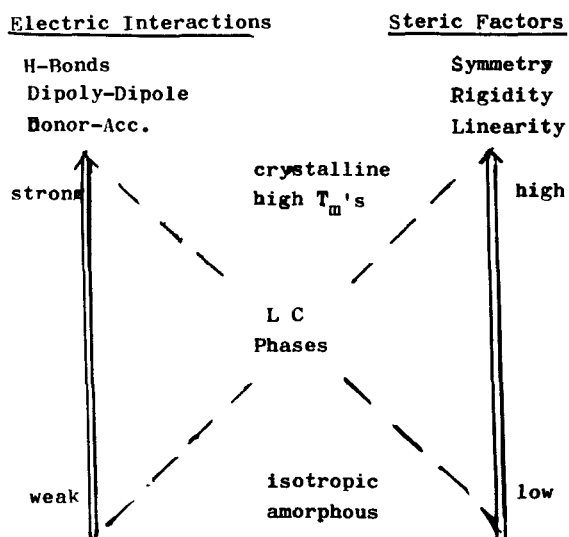 Electric Interactions
H-Bonds
Dipoly-Dipole
Donor-Acc.
Steric Factors
Symmetry
Rigidity
Linearity
strong
crystalline
high Tm's
high
L C
Phases
weak
isotropic
amorphous
low